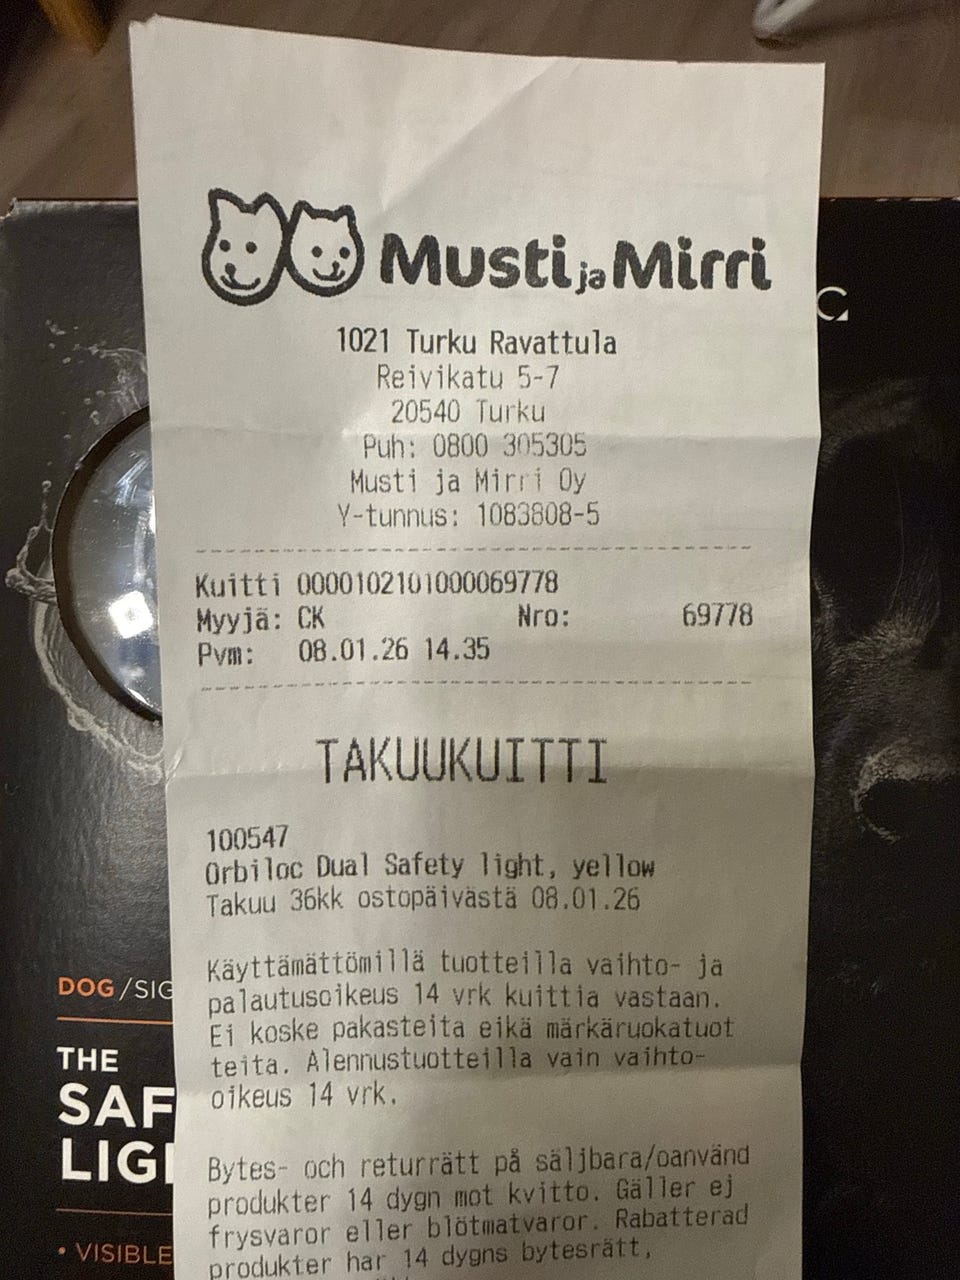 Musti ja Mirri
1021 Turku Ravattula
Reivikatu 5-7
20540 Turku
Puh: 0800 305305
Musti ja Mirri Oy
Y-tunnus: 1083808-5
Kuitti 0000102101000069778
Myyjä: CK Nro: 69778
Pvm: 08.01.26 14.35
TAKUUKUITTI
100547
Orbiloc Dual Safety light, yellow
Takuu 36kk ostopäivästä 08.01.26
Käyttämättömillä tuotteilla vaihto- ja
palautusoikeus 14 vrk kuittia vastaan.
Ei koske pakasteita eikä märkäruokatuot
teita. Alennustuotteilla vain vaihto-
oikeus 14 vrk.
Bytes- och returrätt på säljbara/oanvänd
produkter 14 dygn mot kvitto. Gäller ej
frysvaror eller blötmatvaror. Rabatterad
produkter har 14 dygns bytesrätt,
DOG/SIG
THE
SAF
LIGH
• VISIBLE